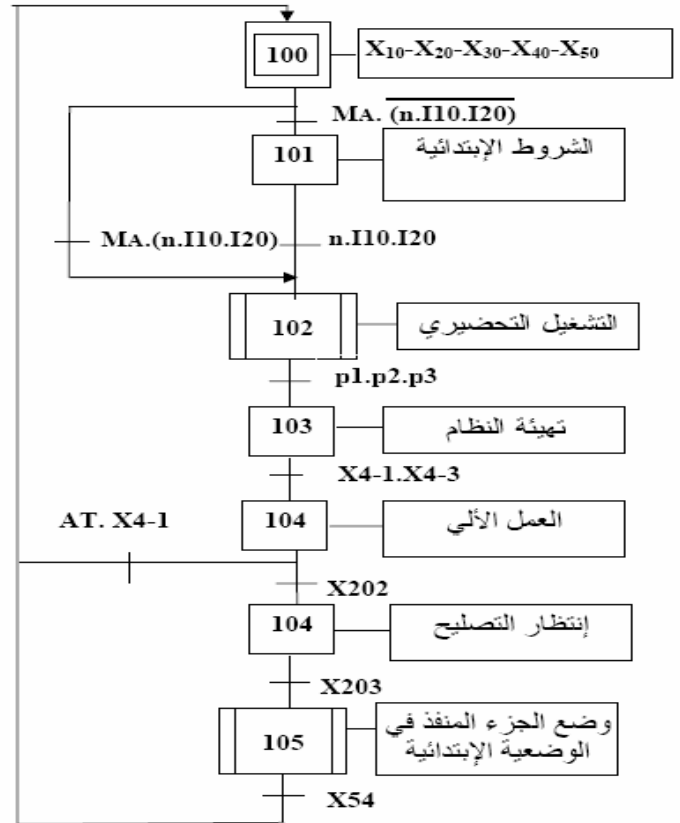 100
X10-X20-X30-X40-X50
MA. (n.I10.I20)
101
الشروط الإبتدائية
MA.(n.I10.I20)
n.I10.I20
102
التشغيل التحضيري
p1.p2.p3
103
تهيئة النظام
X4-1.X4-3
104
العمل الألي
AT. X4-1
X202
104
إنتظار التصليح
X203
105
وضع الجزء المنفذ في
الوضعية الإبتدائية
X54